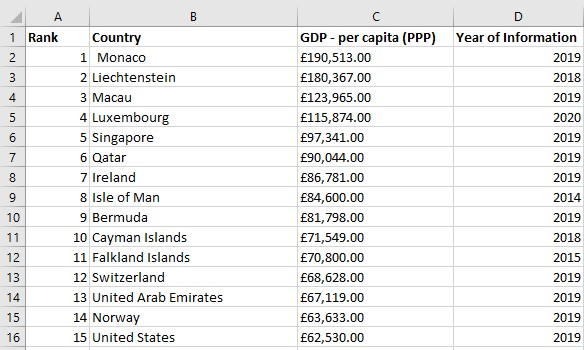 A B C D
1 Rank Country GDP - per capita (PPP) Year of Information
2 1 Monaco £190,513.00 2019
3 2 Liechtenstein £180,367.00 2018
4 3 Macau £123,965.00 2019
5 4 Luxembourg £115,874.00 2020
6 5 Singapore £97,341.00 2019
7 6 Qatar £90,044.00 2019
8 7 Ireland £86,781.00 2019
9 8 Isle of Man £84,600.00 2014
10 9 Bermuda £81,798.00 2019
11 10 Cayman Islands £71,549.00 2018
12 11 Falkland Islands £70,800.00 2015
13 12 Switzerland £68,628.00 2019
14 13 United Arab Emirates £67,119.00 2019
15 14 Norway £63,633.00 2019
16 15 United States £62,530.00 2019